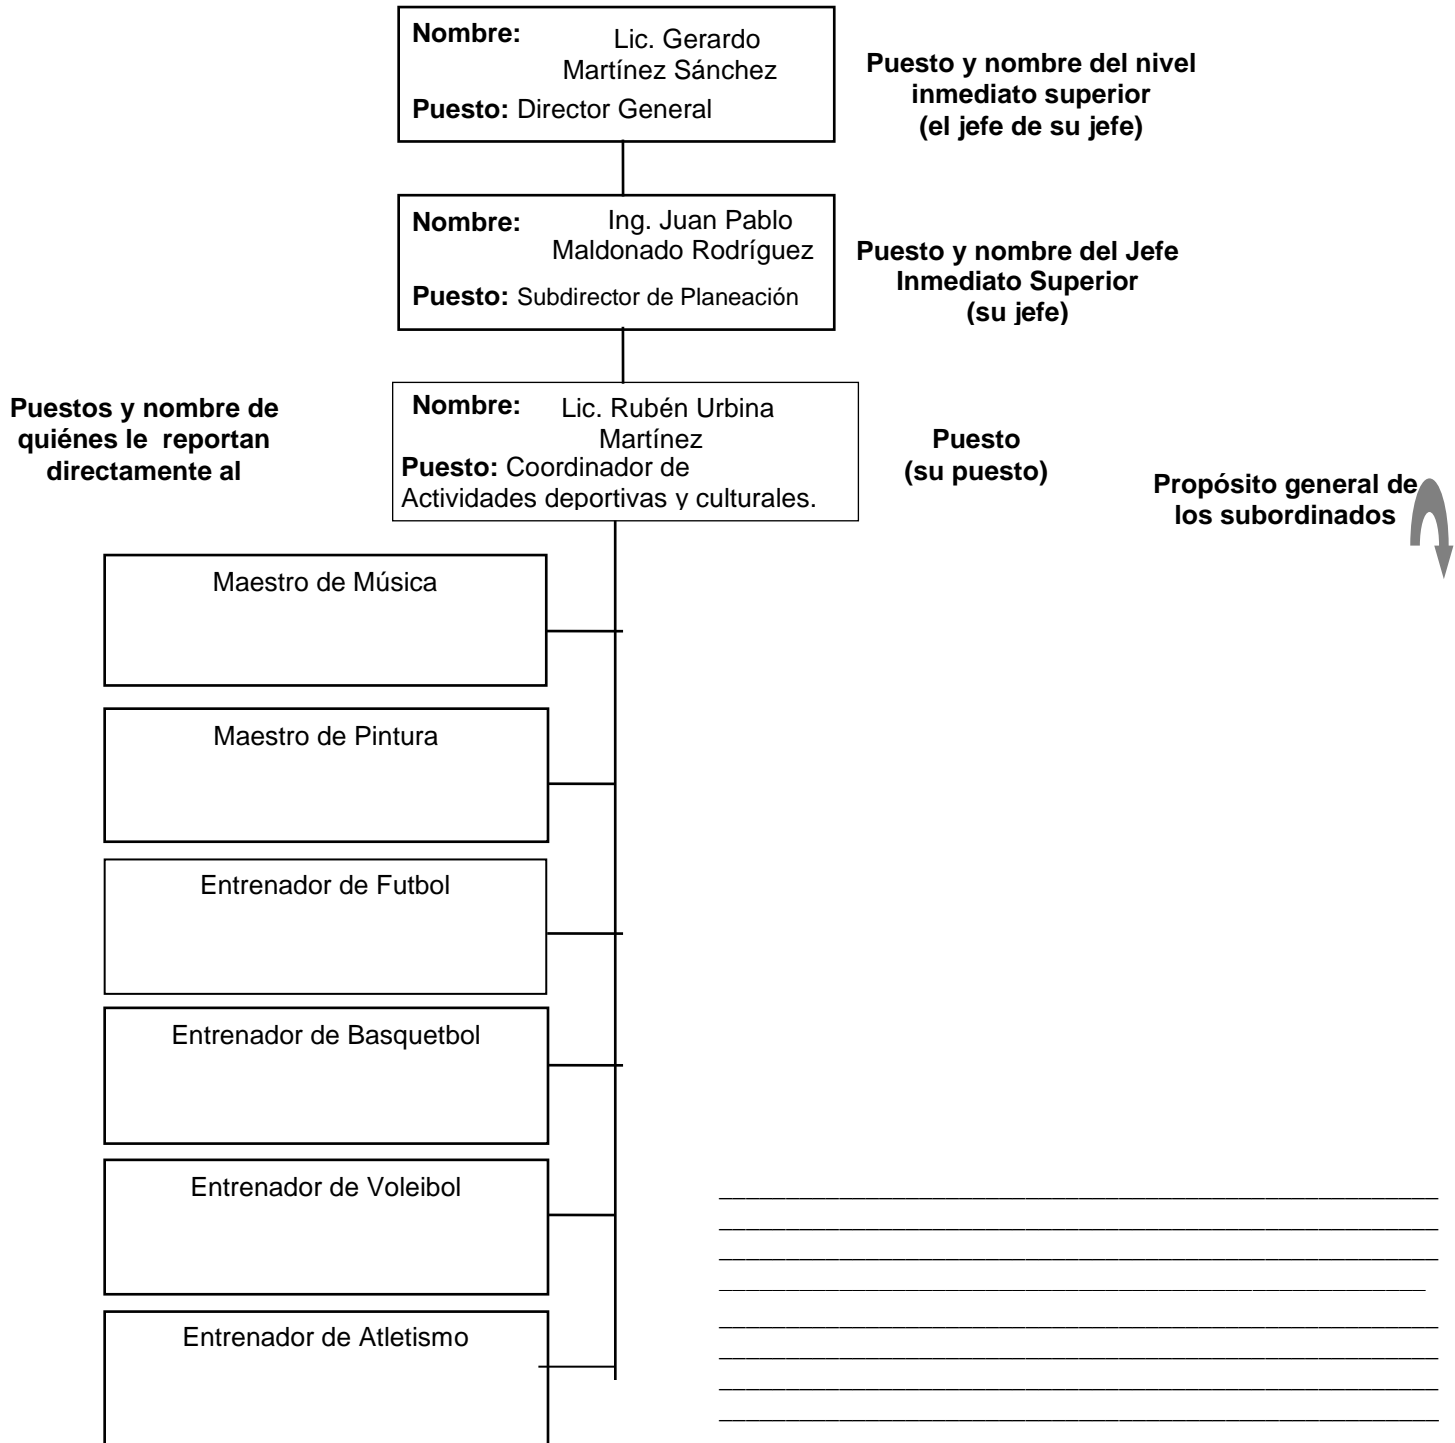 Nombre: Lic. Gerardo
Martínez Sánchez
Puesto: Director General
Puesto y nombre del nivel
inmediato superior
(el jefe de su jefe)
Nombre: Ing. Juan Pablo
Maldonado Rodríguez
Puesto: Subdirector de Planeación
Puesto y nombre del Jefe
Inmediato Superior
(su jefe)
Puestos y nombre de
quiénes le reportan
directamente al
Nombre: Lic. Rubén Urbina
Martínez
Puesto: Coordinador de
Actividades deportivas y culturales.
Puesto
(su puesto)
Propósito general de
los subordinados
Maestro de Música
Maestro de Pintura
Entrenador de Futbol
Entrenador de Basquetbol
Entrenador de Voleibol
Entrenador de Atletismo